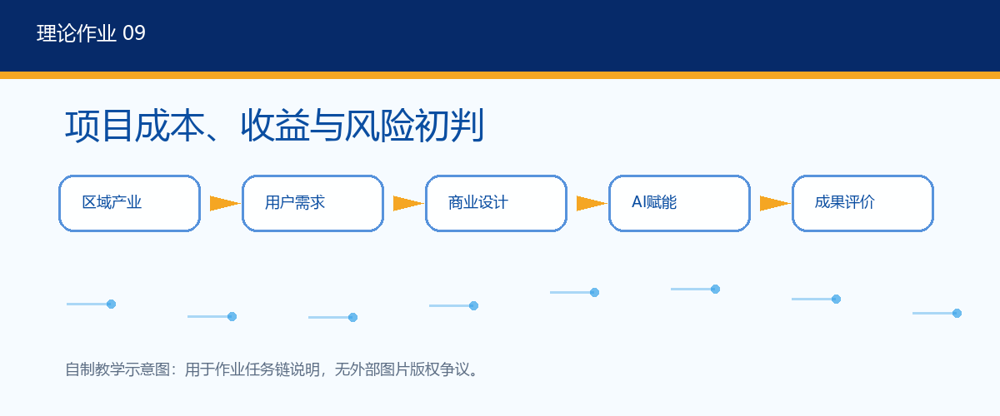 理论作业 09
项目成本、收益与风险初判
区域产业
用户需求
商业设计
AI赋能
成果评价
自制教学示意图：用于作业任务链说明，无外部图片版权争议。